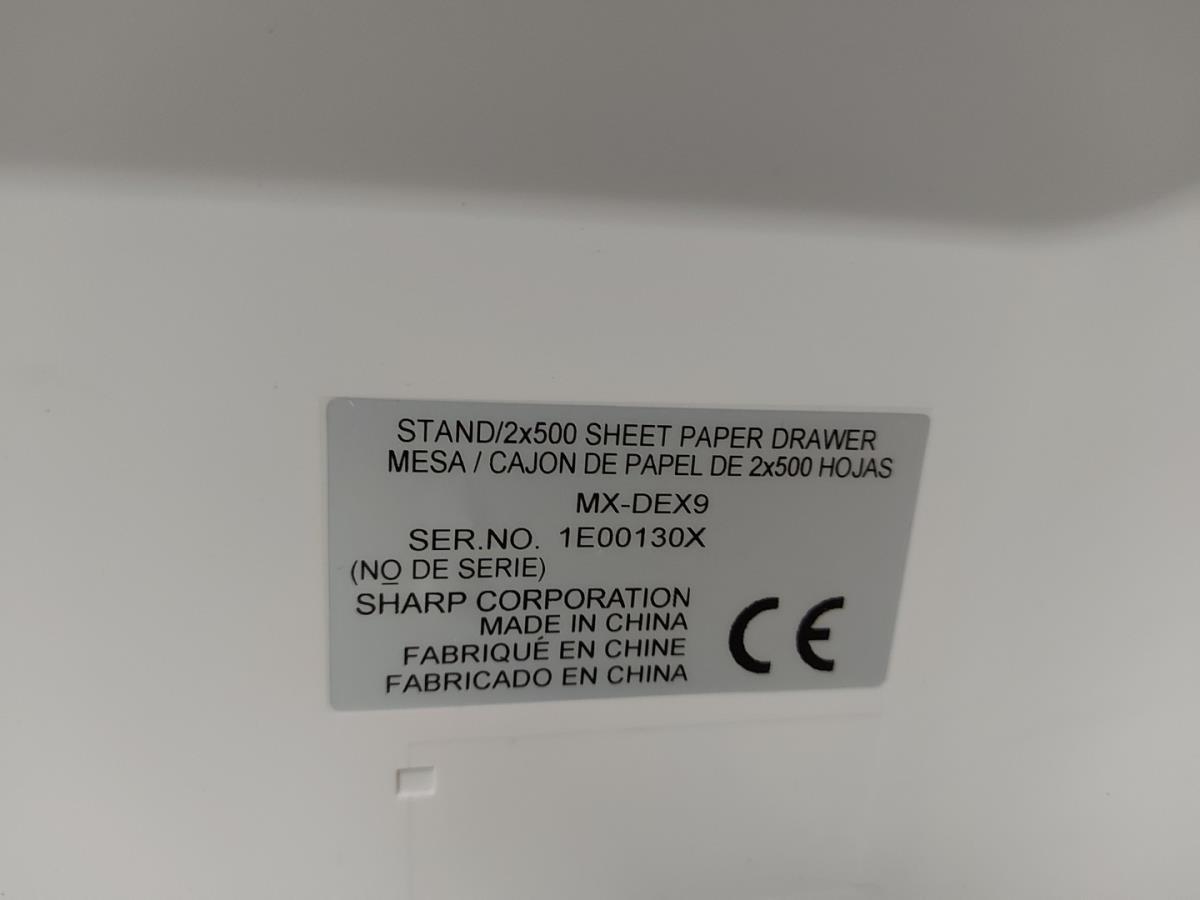 STAND/2x500 SHEET PAPER DRAWER
MESA / CAJON DE PAPEL DE 2x500 HOJAS
MX-DEX9
SER.NO. 1E00130X
(NO̲ DE SERIE)
SHARP CORPORATION
MADE IN CHINA
FABRIQUÉ EN CHINE
FABRICADO EN CHINA
CE